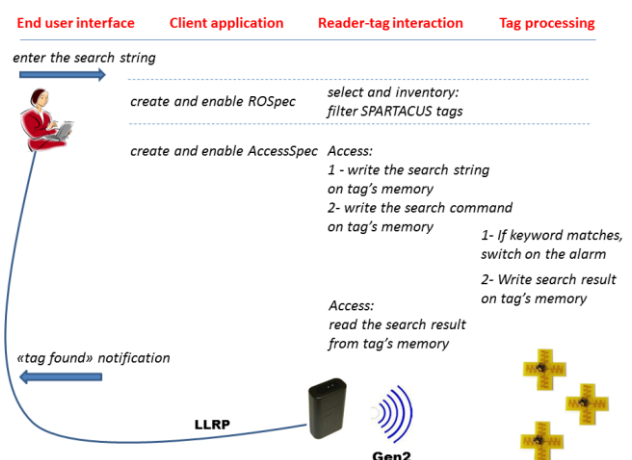 End user interface Client application Reader-tag interaction Tag processing
enter the search string
create and enable ROSpec
select and inventory:
filter SPARTACUS tags
create and enable AccessSpec
Access:
1 - write the search string
on tag's memory
2- write the search command
on tag's memory
1- If keyword matches,
switch on the alarm
2- Write search result
on tag's memory
Access:
read the search result
from tag's memory
«tag found» notification
LLRP
Gen2